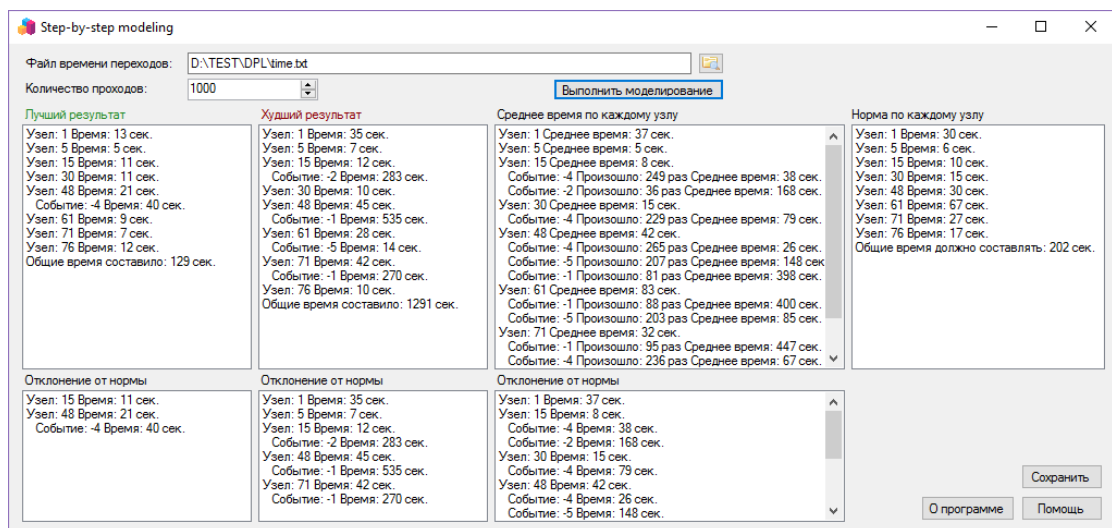 Step-by-step modeling
Файл времени переходов: D:\TEST\DPL\time.txt
Количество проходов: 1000 Выполнить моделирование
Лучший результат
Узел: 1 Время: 13 сек.
Узел: 5 Время: 5 сек.
Узел: 15 Время: 11 сек.
Узел: 30 Время: 11 сек.
Узел: 48 Время: 21 сек.
Событие: -4 Время: 40 сек.
Узел: 61 Время: 9 сек.
Узел: 71 Время: 7 сек.
Узел: 76 Время: 12 сек.
Общие время составило: 129 сек.
Худший результат
Узел: 1 Время: 35 сек.
Узел: 5 Время: 7 сек.
Узел: 15 Время: 12 сек.
Событие: -2 Время: 283 сек.
Узел: 30 Время: 10 сек.
Узел: 48 Время: 45 сек.
Событие: -1 Время: 535 сек.
Узел: 61 Время: 28 сек.
Событие: -5 Время: 14 сек.
Узел: 71 Время: 42 сек.
Событие: -1 Время: 270 сек.
Узел: 76 Время: 10 сек.
Общие время составило: 1291 сек.
Среднее время по каждому узлу
Узел: 1 Среднее время: 37 сек.
Узел: 5 Среднее время: 5 сек.
Узел: 15 Среднее время: 8 сек.
Событие: -4 Произошло: 249 раз Среднее время: 38 сек.
Событие: -2 Произошло: 36 раз Среднее время: 168 сек.
Узел: 30 Среднее время: 15 сек.
Событие: -4 Произошло: 229 раз Среднее время: 79 сек.
Узел: 48 Среднее время: 42 сек.
Событие: -4 Произошло: 265 раз Среднее время: 26 сек.
Событие: -5 Произошло: 207 раз Среднее время: 148 сек
Событие: -1 Произошло: 81 раз Среднее время: 398 сек.
Узел: 61 Среднее время: 83 сек.
Событие: -1 Произошло: 88 раз Среднее время: 400 сек.
Событие: -5 Произошло: 203 раз Среднее время: 85 сек.
Узел: 71 Среднее время: 32 сек.
Событие: -1 Произошло: 95 раз Среднее время: 447 сек.
Событие: -4 Произошло: 236 раз Среднее время: 67 сек.
Норма по каждому узлу
Узел: 1 Время: 30 сек.
Узел: 5 Время: 6 сек.
Узел: 15 Время: 10 сек.
Узел: 30 Время: 15 сек.
Узел: 48 Время: 30 сек.
Узел: 61 Время: 67 сек.
Узел: 71 Время: 27 сек.
Узел: 76 Время: 17 сек.
Общие время должно составлять: 202 сек.
Отклонение от нормы
Узел: 15 Время: 11 сек.
Узел: 48 Время: 21 сек.
Событие: -4 Время: 40 сек.
Отклонение от нормы
Узел: 1 Время: 35 сек.
Узел: 5 Время: 7 сек.
Узел: 15 Время: 12 сек.
Событие: -2 Время: 283 сек.
Узел: 48 Время: 45 сек.
Событие: -1 Время: 535 сек.
Узел: 71 Время: 42 сек.
Событие: -1 Время: 270 сек.
Отклонение от нормы
Узел: 1 Время: 37 сек.
Узел: 15 Время: 8 сек.
Событие: -4 Время: 38 сек.
Событие: -2 Время: 168 сек.
Узел: 30 Время: 15 сек.
Событие: -4 Время: 79 сек.
Узел: 48 Время: 42 сек.
Событие: -4 Время: 26 сек.
Событие: -5 Время: 148 сек.
Сохранить
О программе Помощь